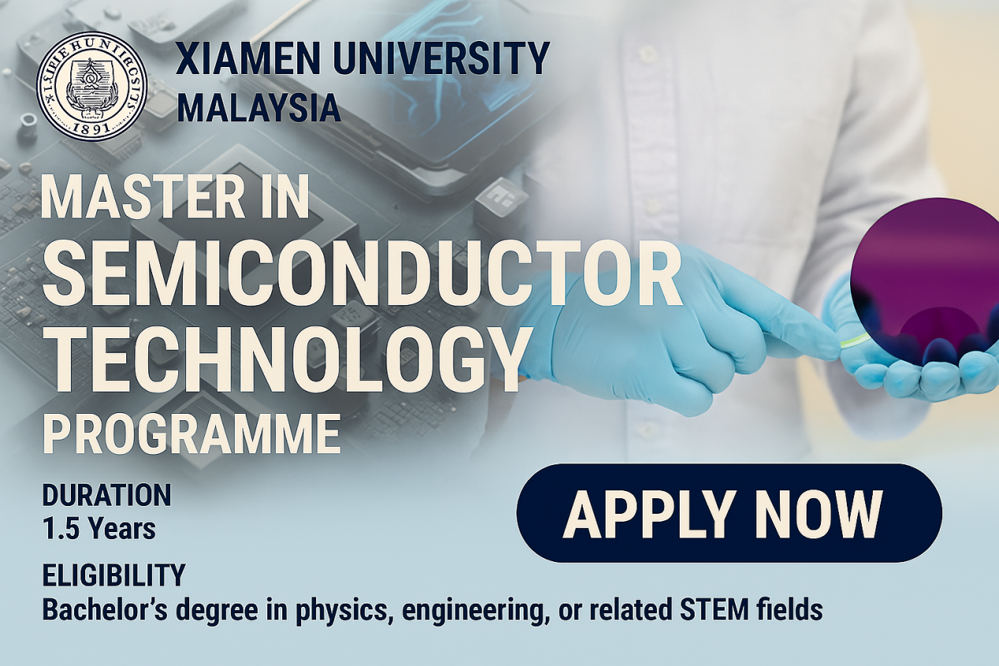 XIAMEN UNIVERSITY
MALAYSIA
1891
MASTER IN
SEMICONDUCTOR
TECHNOLOGY
PROGRAMME
DURATION
1.5 Years
APPLY NOW
ELIGIBILITY
Bachelor’s degree in physics, engineering, or related STEM fields